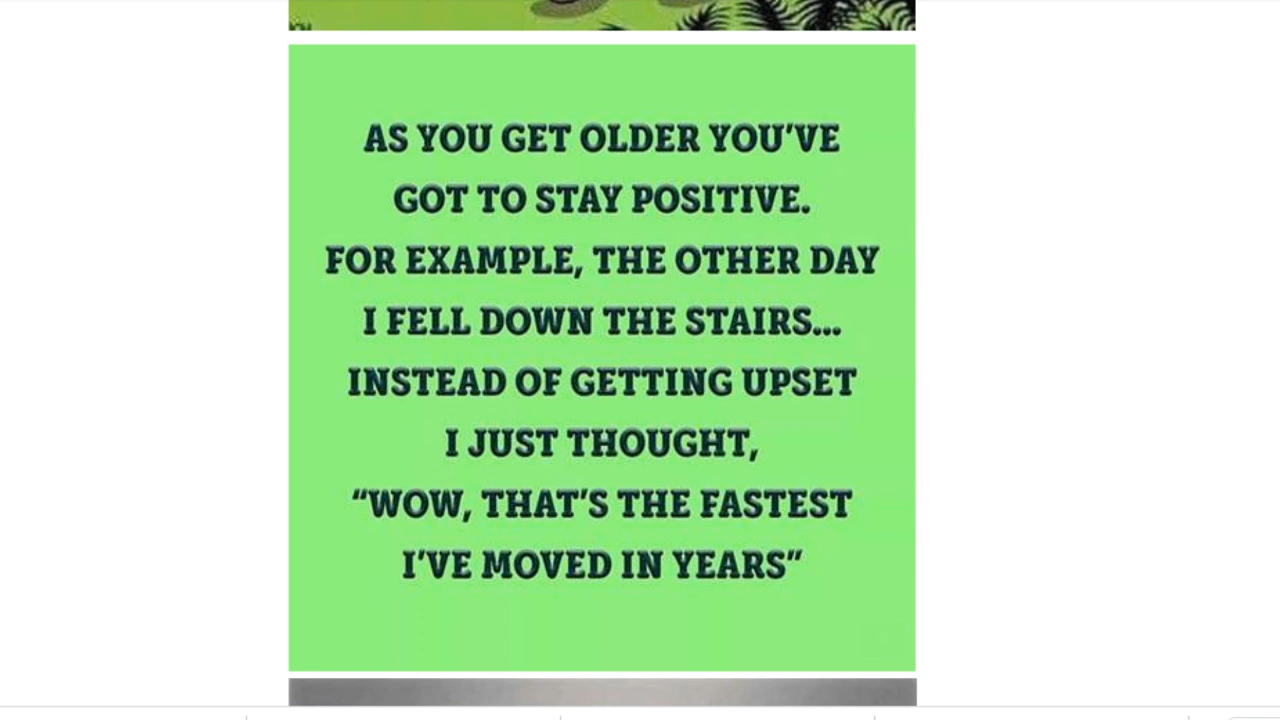 AS YOU GET OLDER YOU'VE
GOT TO STAY POSITIVE.
FOR EXAMPLE, THE OTHER DAY
I FELL DOWN THE STAIRS...
INSTEAD OF GETTING UPSET
I JUST THOUGHT,
“WOW, THAT'S THE FASTEST
I'VE MOVED IN YEARS”